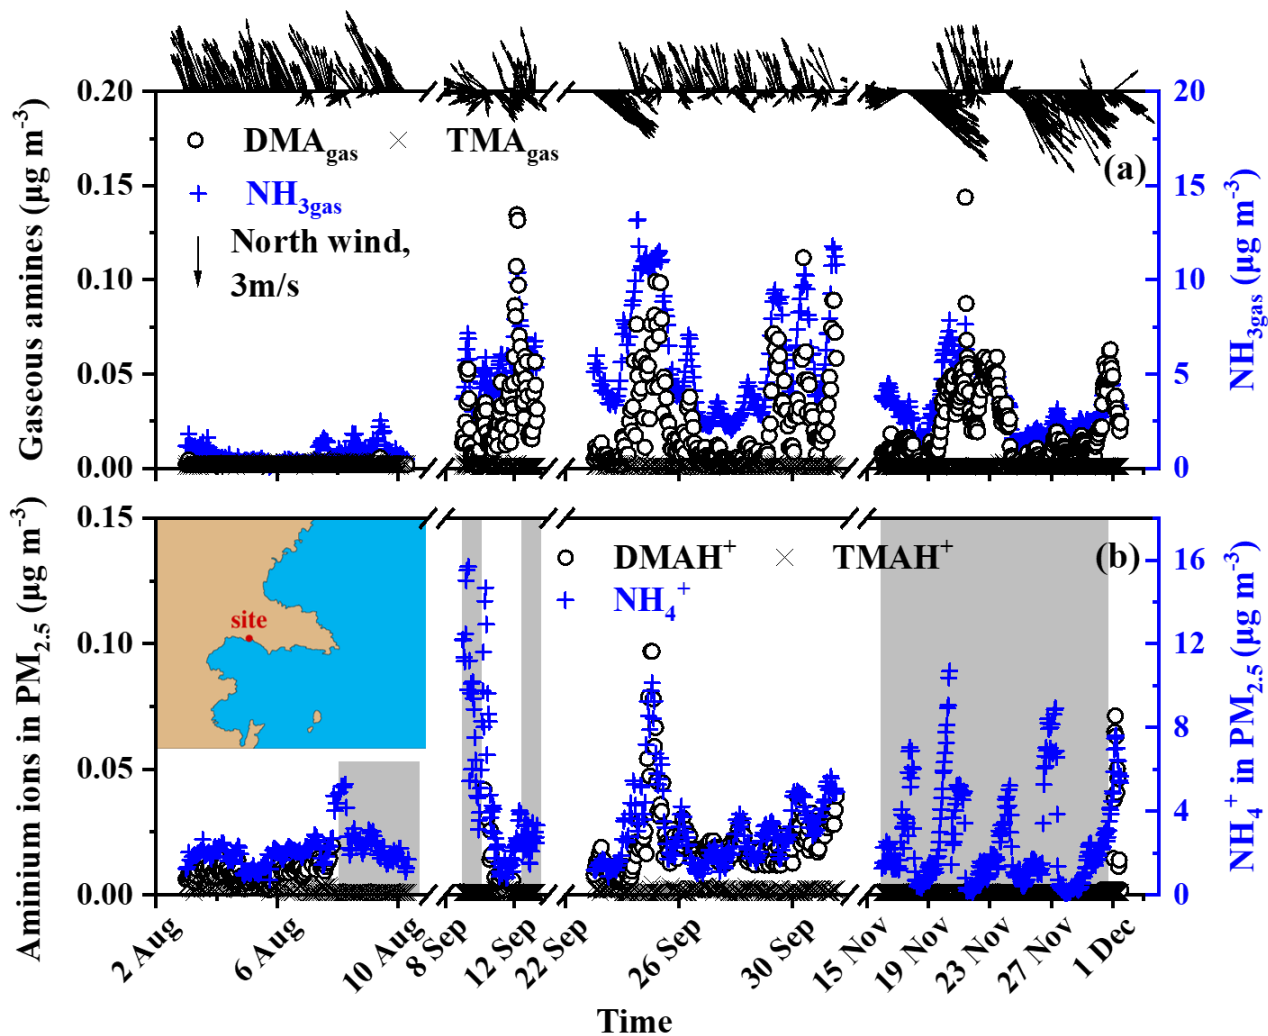 0.20
0.15
0.10
0.05
0.00
Gaseous amines (µg m⁻³)
DMAgas × TMAgas
NH3gas
North wind,
3m/s
(a)
20
15
10
5
0
NH3gas (µg m⁻³)
0.15
0.10
0.05
0.00
Aminium ions in PM2.5 (µg m⁻³)
site
DMAH⁺ × TMAH⁺
NH4⁺
(b)
16
12
8
4
0
NH4⁺ in PM2.5 (µg m⁻³)
2 Aug
6 Aug
10 Aug
8 Sep
12 Sep
22 Sep
26 Sep
30 Sep
15 Nov
19 Nov
23 Nov
27 Nov
1 Dec
Time